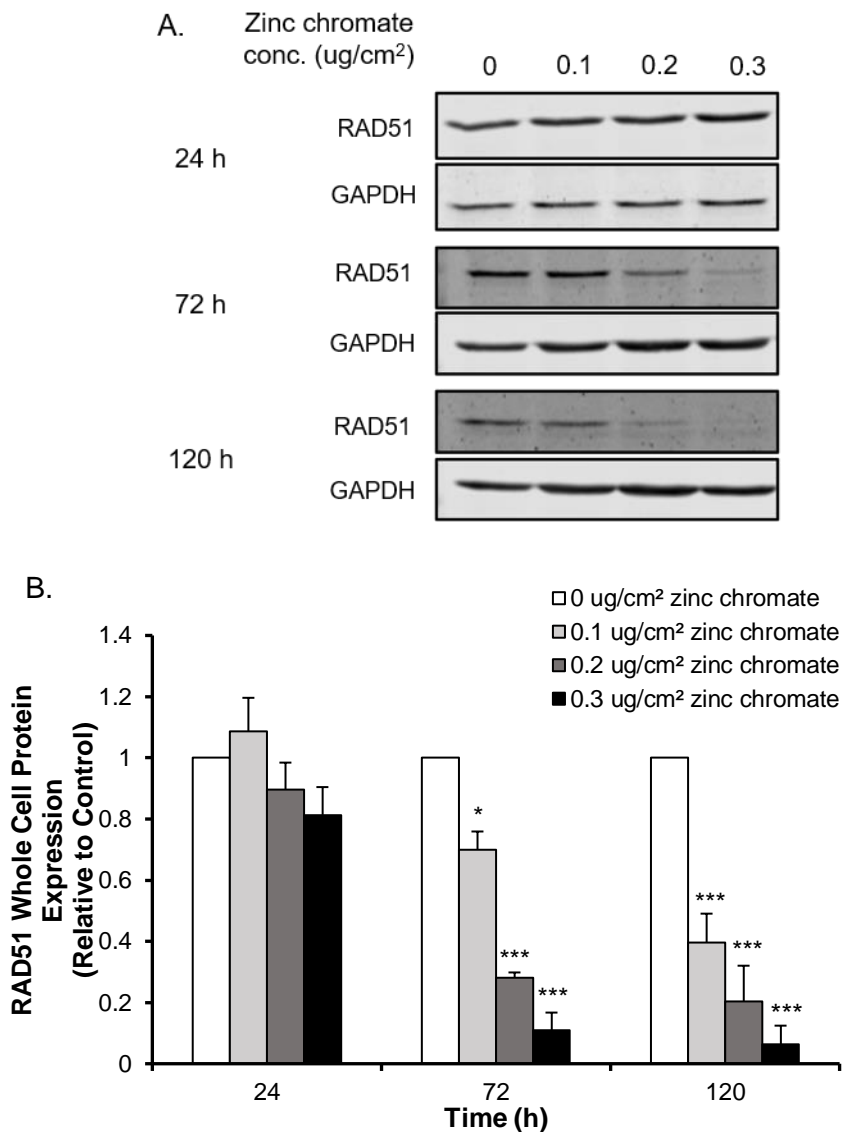 A.
Zinc chromate
conc. (ug/cm²)
0 0.1 0.2 0.3
24 h
RAD51
GAPDH
72 h
RAD51
GAPDH
120 h
RAD51
GAPDH
B.
0 ug/cm² zinc chromate
0.1 ug/cm² zinc chromate
0.2 ug/cm² zinc chromate
0.3 ug/cm² zinc chromate
RAD51 Whole Cell Protein
Expression
(Relative to Control)
1.4
1.2
1
0.8
0.6
0.4
0.2
0
*
***
***
***
***
***
24 72 120
Time (h)